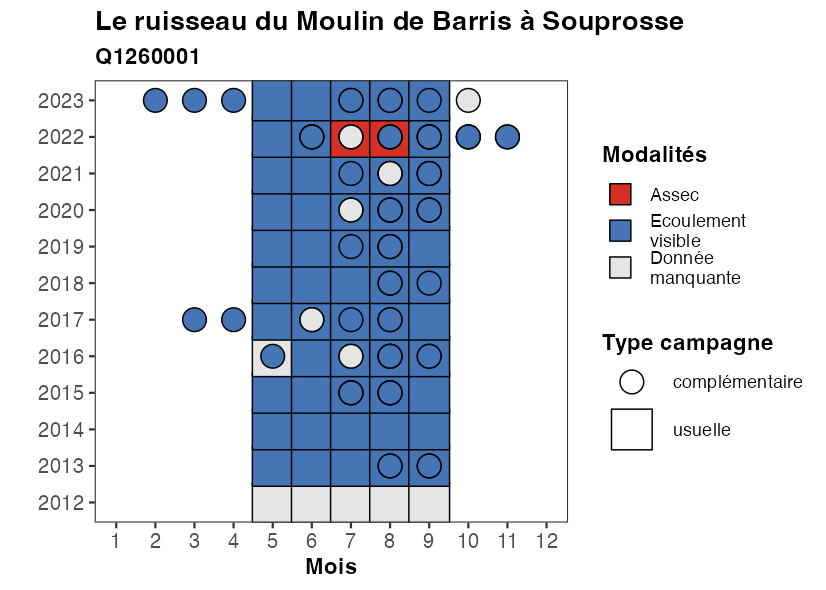 Le ruisseau du Moulin de Barris à Souprosse
Q1260001
2023
2022
2021
2020
2019
2018
2017
2016
2015
2014
2013
2012
1 2 3 4 5 6 7 8 9 10 11 12
Mois
Modalités
Assec
Ecoulement
visible
Donnée
manquante
Type campagne
complémentaire
usuelle